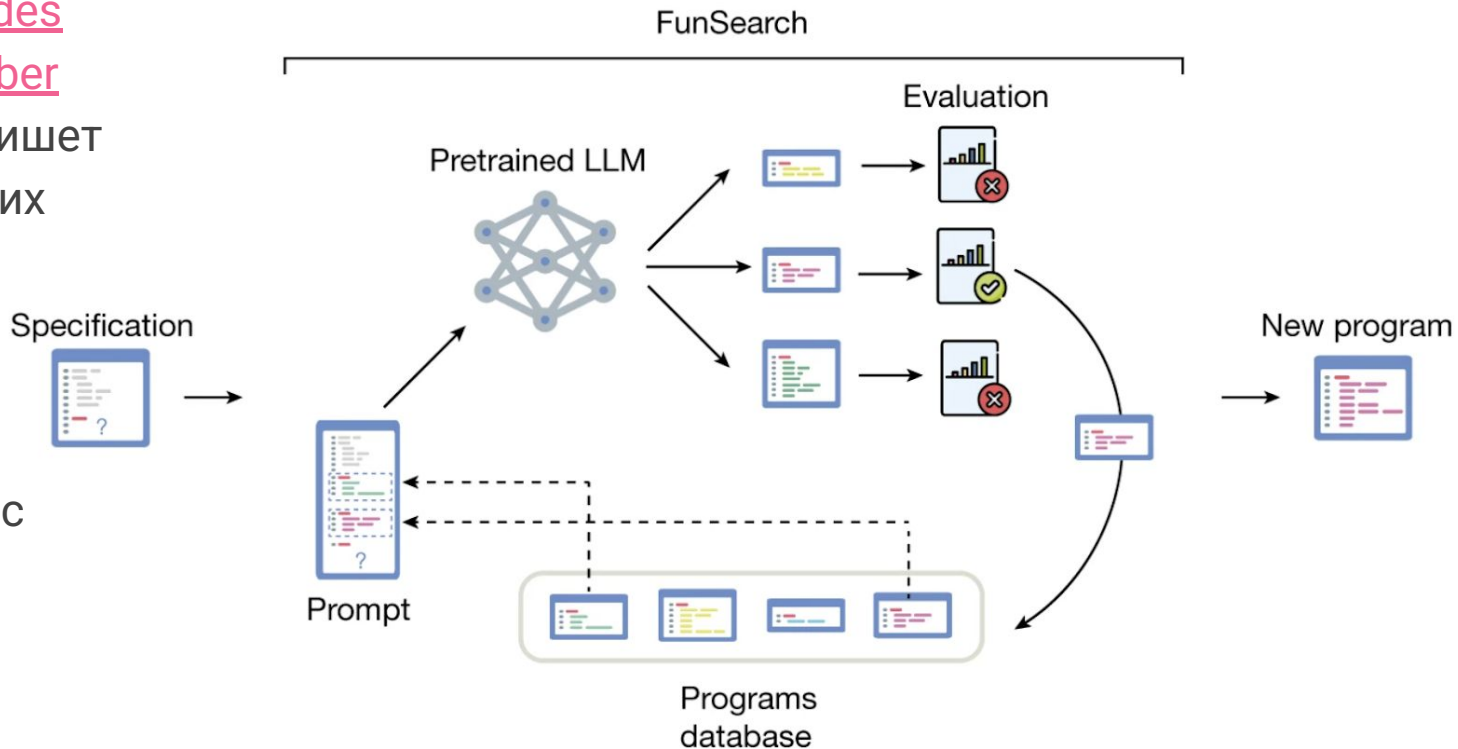 des
ber
ишет
их
с
FunSearch
Evaluation
Pretrained LLM
Specification
?
New program
?
Prompt
Programs
database